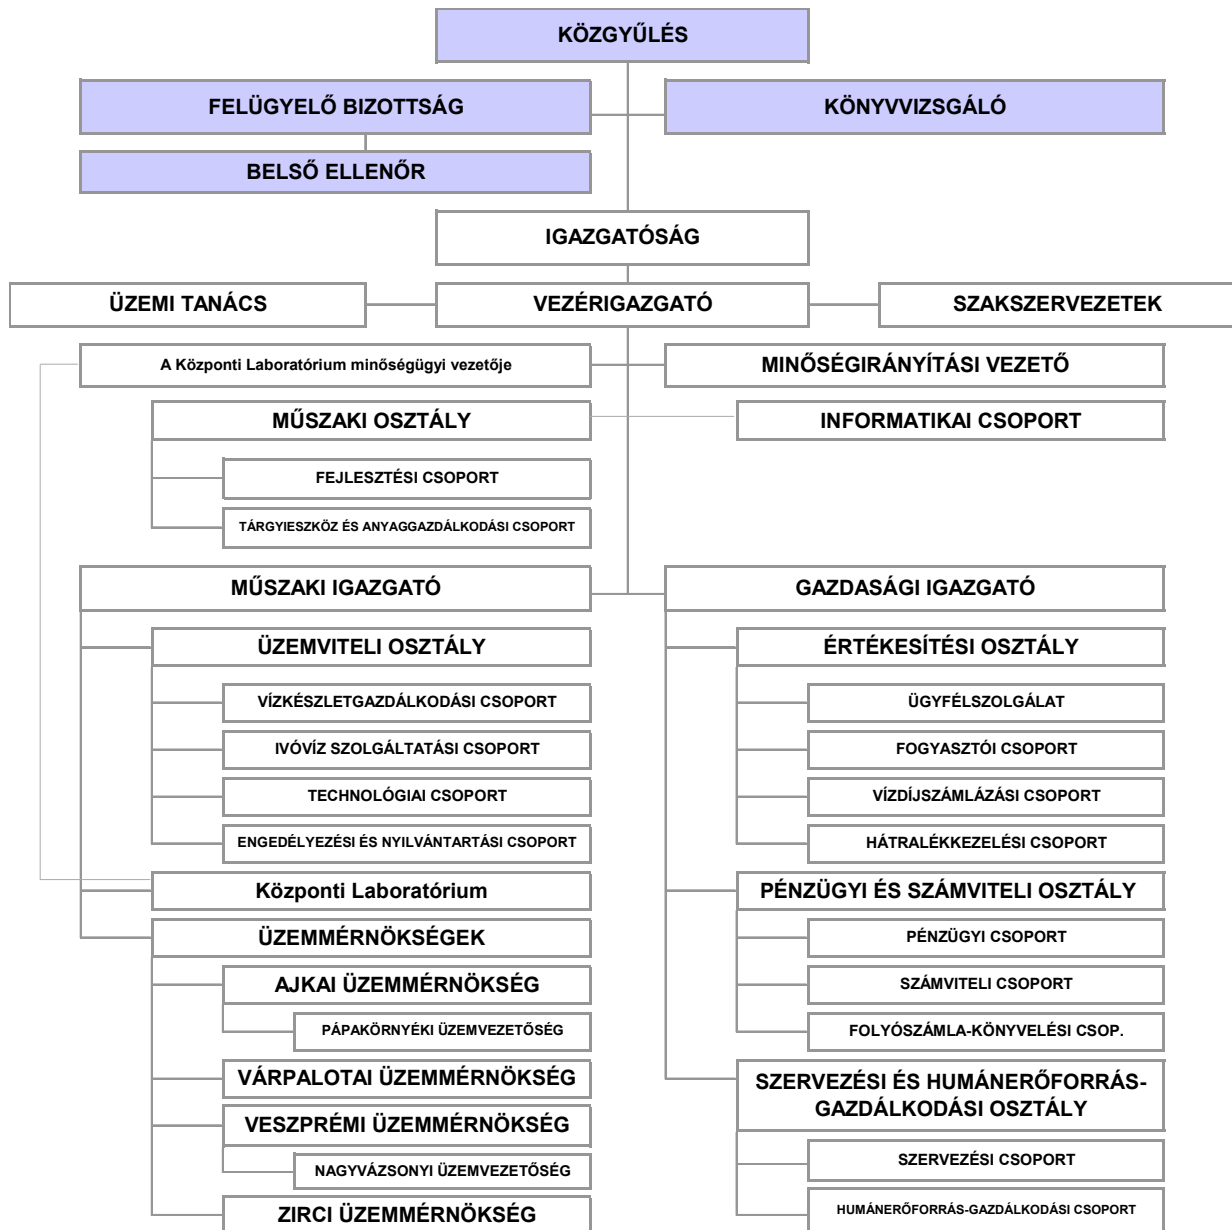 KÖZGYŰLÉS
FELÜGYELŐ BIZOTTSÁG
KÖNYVVIZSGÁLÓ
BELSŐ ELLENŐR
IGAZGATÓSÁG
ÜZEMI TANÁCS
VEZÉRIGAZGATÓ
SZAKSZERVEZETEK
A Központi Laboratórium minőségügyi vezetője
MINŐSÉGIRÁNYÍTÁSI VEZETŐ
MŰSZAKI OSZTÁLY
INFORMATIKAI CSOPORT
FEJLESZTÉSI CSOPORT
TÁRGYIESZKÖZ ÉS ANYAGGAZDÁLKODÁSI CSOPORT
MŰSZAKI IGAZGATÓ
GAZDASÁGI IGAZGATÓ
ÜZEMVITELI OSZTÁLY
ÉRTÉKESÍTÉSI OSZTÁLY
VÍZKÉSZLETGAZDÁLKODÁSI CSOPORT
ÜGYFÉLSZOLGÁLAT
IVÓVÍZ SZOLGÁLTATÁSI CSOPORT
FOGYASZTÓI CSOPORT
TECHNOLÓGIAI CSOPORT
VÍZDÍJSZÁMLÁZÁSI CSOPORT
ENGEDÉLYEZÉSI ÉS NYILVÁNTARTÁSI CSOPORT
HÁTRALÉKKEZELÉSI CSOPORT
Központi Laboratórium
PÉNZÜGYI ÉS SZÁMVITELI OSZTÁLY
ÜZEMMÉRNÖKSÉGEK
PÉNZÜGYI CSOPORT
AJKAI ÜZEMMÉRNÖKSÉG
SZÁMVITELI CSOPORT
PÁPAKÖRNYÉKI ÜZEMVEZETŐSÉG
FOLYÓSZÁMLA-KÖNYVELÉSI CSOP.
VÁRPALOTAI ÜZEMMÉRNÖKSÉG
SZERVEZÉSI ÉS HUMÁNERŐFORRÁS-
GAZDÁLKODÁSI OSZTÁLY
VESZPRÉMI ÜZEMMÉRNÖKSÉG
SZERVEZÉSI CSOPORT
NAGYVÁZSONYI ÜZEMVEZETŐSÉG
ZIRCI ÜZEMMÉRNÖKSÉG
HUMÁNERŐFORRÁS-GAZDÁLKODÁSI CSOPORT